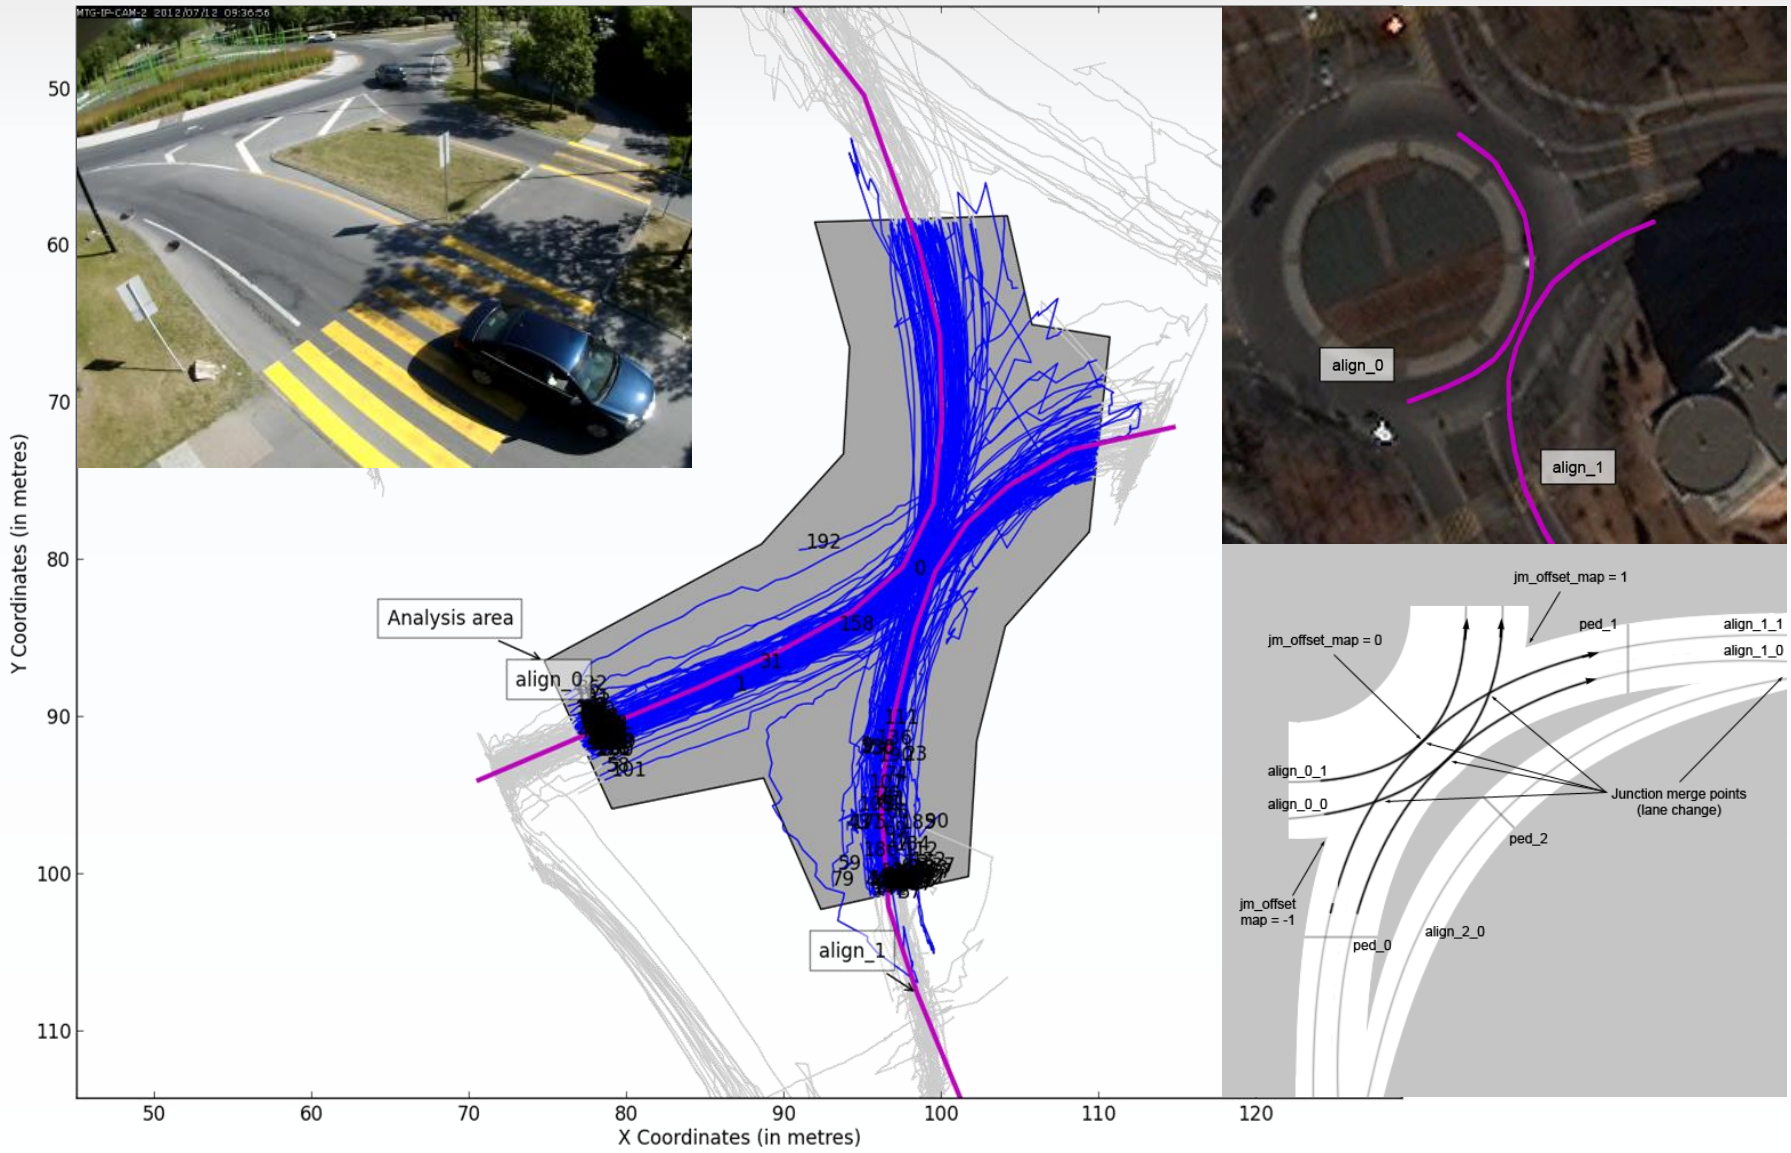 MTG-IP-CAM-2 2012/07/12 09:36:56
50
60
70
80
90
100
110
Y Coordinates (in metres)
50
60
70
80
90
100
110
120
X Coordinates (in metres)
Analysis area
align_0
align_1
192
0
158
31
1
101
111
23
90
59
79
align_0
align_1
jm_offset_map = 1
jm_offset_map = 0
ped_1
align_1_1
align_1_0
align_0_1
align_0_0
Junction merge points
(lane change)
ped_2
jm_offset
map = -1
ped_0
align_2_0